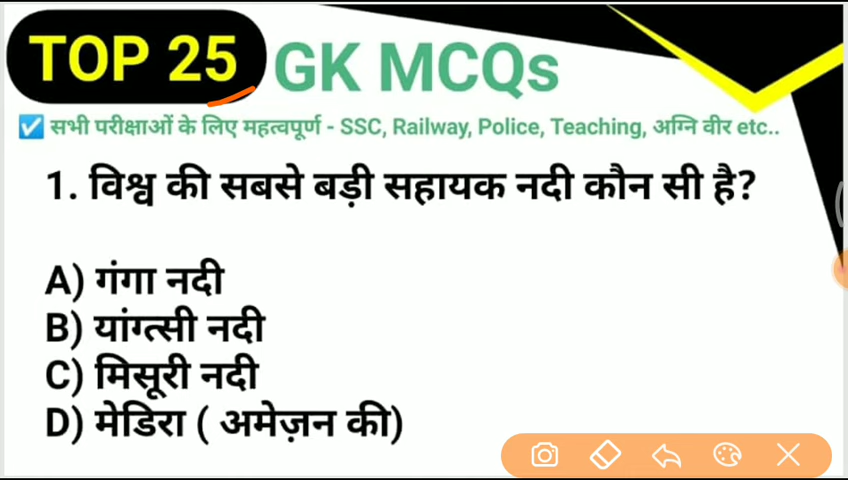 TOP 25 GK MCQs
☑ सभी परीक्षाओं के लिए महत्वपूर्ण - SSC, Railway, Police, Teaching, अग्नि वीर etc..
1. विश्व की सबसे बड़ी सहायक नदी कौन सी है?
A) गंगा नदी
B) यांग्त्सी नदी
C) मिसूरी नदी
D) मेडिरा ( अमेज़न की)